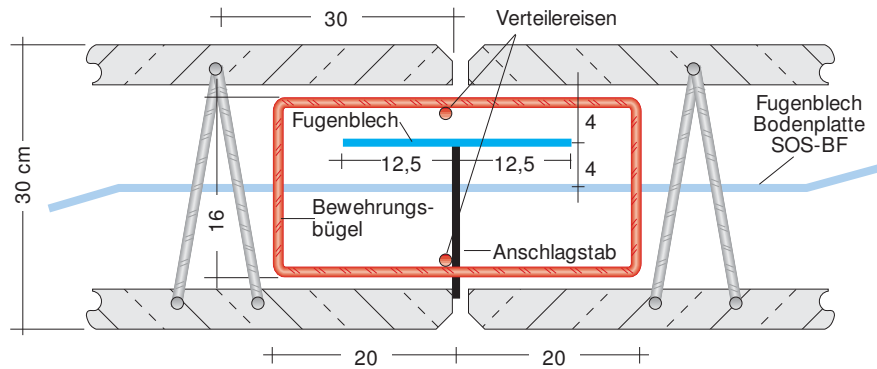 30
Verteilereisen
Fugenblech
4
Fugenblech
Bodenplatte
SOS-BF
12,5
12,5
4
30 cm
16
Bewehrungs-
bügel
Anschlagstab
20
20